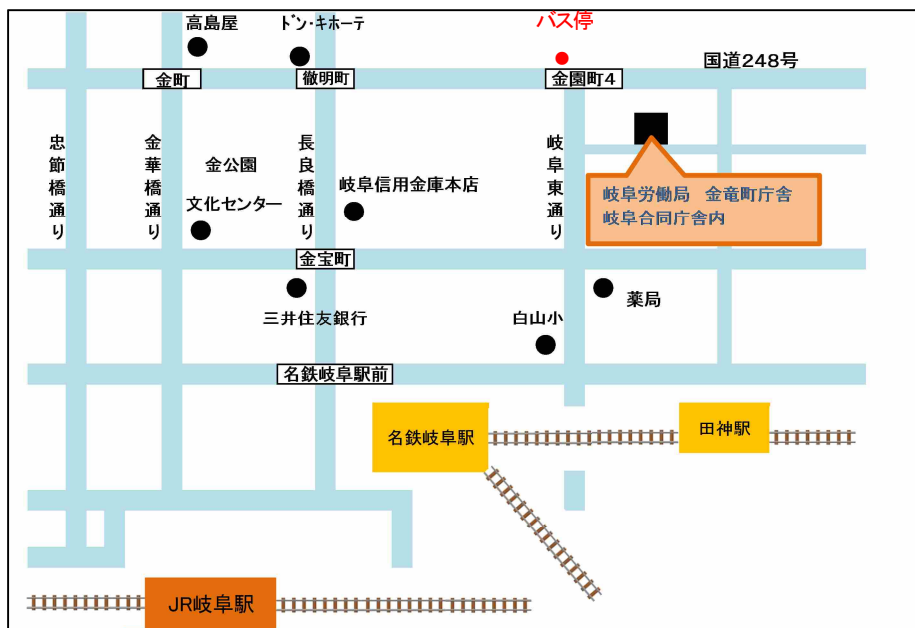 高島屋
ドン・キホーテ
バス停
国道248号
金町
徹明町
金園町4
忠節橋通り
金華橋通り
金公園
長良橋通り
岐阜信用金庫本店
岐阜東通り
文化センター
岐阜労働局 金竜町庁舎
岐阜合同庁舎内
金宝町
三井住友銀行
薬局
白山小
名鉄岐阜駅前
名鉄岐阜駅
田神駅
JR岐阜駅